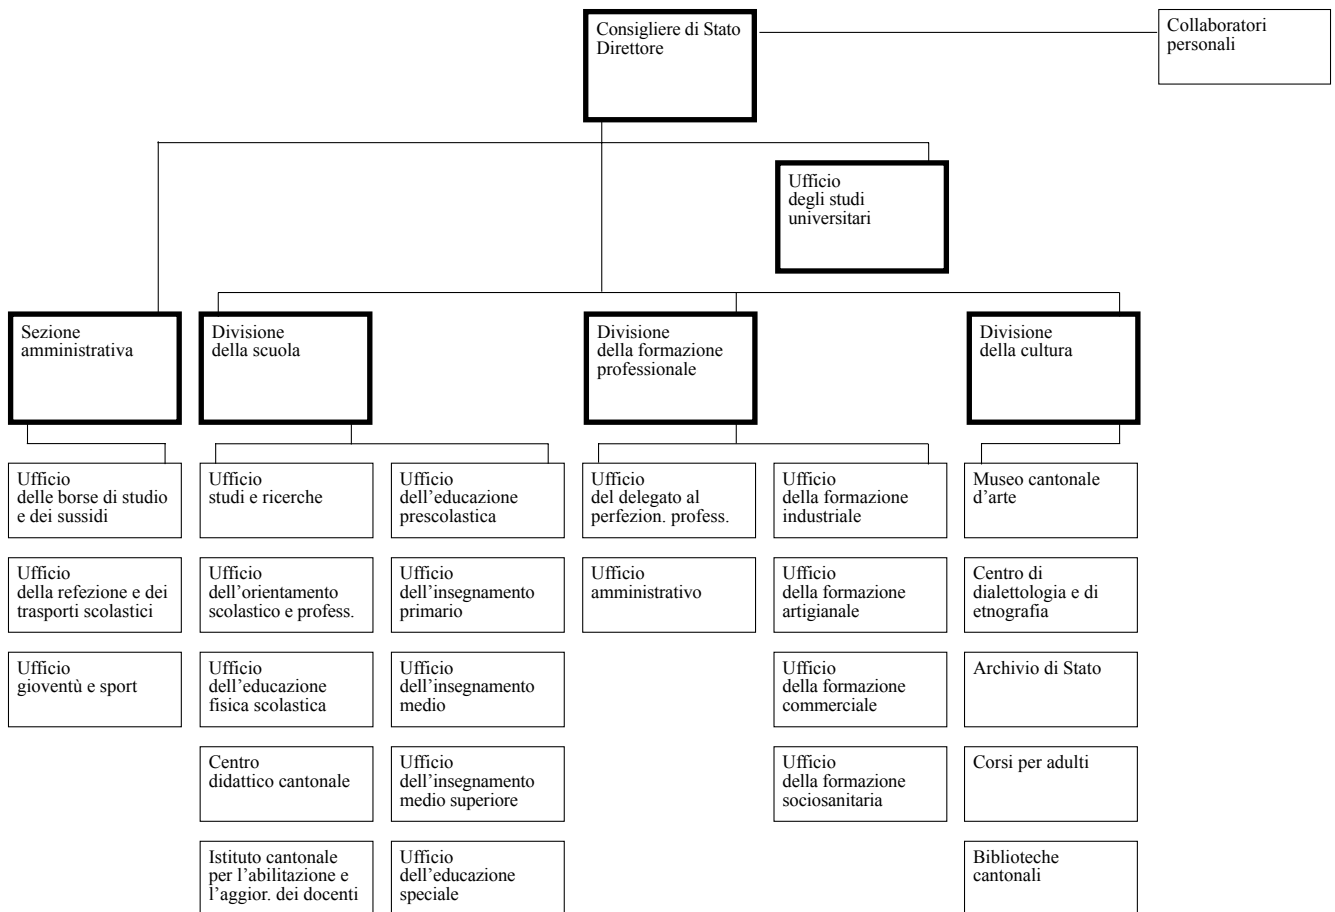 Consigliere di Stato
Direttore
Collaboratori
personali
Ufficio
degli studi
universitari
Sezione
amministrativa
Divisione
della scuola
Divisione
della formazione
professionale
Divisione
della cultura
Ufficio
delle borse di studio
e dei sussidi
Ufficio
studi e ricerche
Ufficio
dell’educazione
prescolastica
Ufficio
del delegato al
perfezion. profess.
Ufficio
della formazione
industriale
Museo cantonale
d’arte
Ufficio
della refezione e dei
trasporti scolastici
Ufficio
dell’orientamento
scolastico e profess.
Ufficio
dell’insegnamento
primario
Ufficio
amministrativo
Ufficio
della formazione
artigianale
Centro di
dialettologia e di
etnografia
Ufficio
gioventù e sport
Ufficio
dell’educazione
fisica scolastica
Ufficio
dell’insegnamento
medio
Ufficio
della formazione
commerciale
Archivio di Stato
Centro
didattico cantonale
Ufficio
dell’insegnamento
medio superiore
Ufficio
della formazione
sociosanitaria
Corsi per adulti
Istituto cantonale
per l’abilitazione e
l’aggior. dei docenti
Ufficio
dell’educazione
speciale
Biblioteche
cantonali